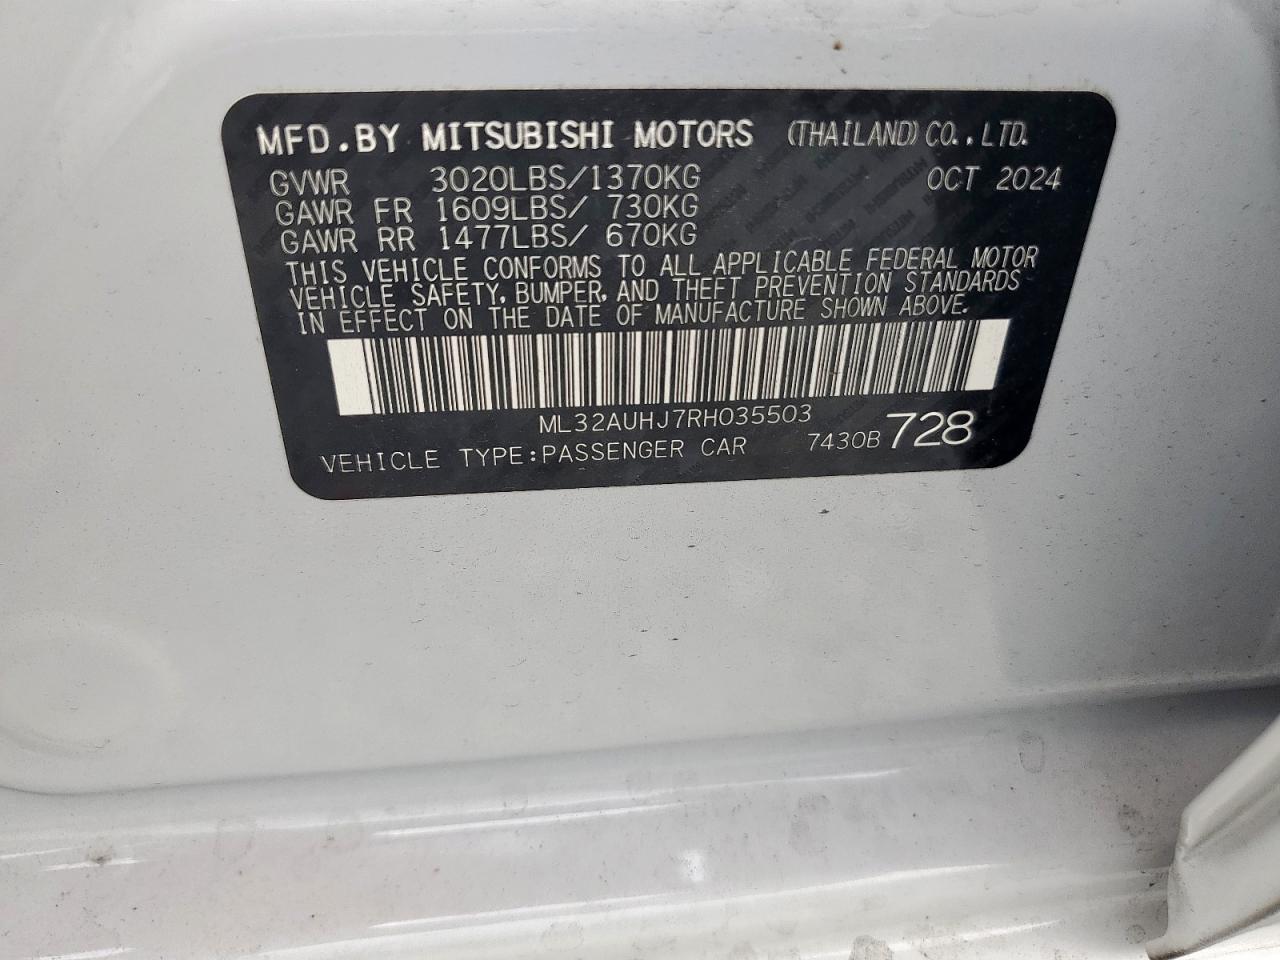 MFD.BY MITSUBISHI MOTORS (THAILAND)CO.,LTD.
GVWR 3020LBS/1370KG OCT 2024
GAWR FR 1609LBS/ 730KG
GAWR RR 1477LBS/ 670KG
THIS VEHICLE CONFORMS TO ALL APPLICABLE FEDERAL MOTOR
VEHICLE SAFETY, BUMPER, AND THEFT PREVENTION STANDARDS
IN EFFECT ON THE DATE OF MANUFACTURE SHOWN ABOVE.
ML32AUHJ7RH035503
VEHICLE TYPE:PASSENGER CAR 7430B 728